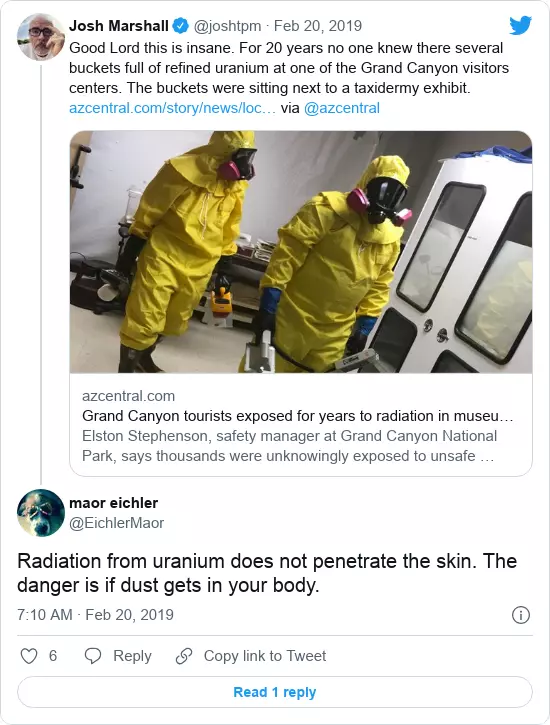 Josh Marshall @joshtpm · Feb 20, 2019
Good Lord this is insane. For 20 years no one knew there several
buckets full of refined uranium at one of the Grand Canyon visitors
centers. The buckets were sitting next to a taxidermy exhibit.
azcentral.com/story/news/loc… via @azcentral
azcentral.com
Grand Canyon tourists exposed for years to radiation in museu…
Elston Stephenson, safety manager at Grand Canyon National
Park, says thousands were unknowingly exposed to unsafe …
maor eichler
@EichlerMaor
Radiation from uranium does not penetrate the skin. The
danger is if dust gets in your body.
7:10 AM · Feb 20, 2019
6 Reply Copy link to Tweet
Read 1 reply